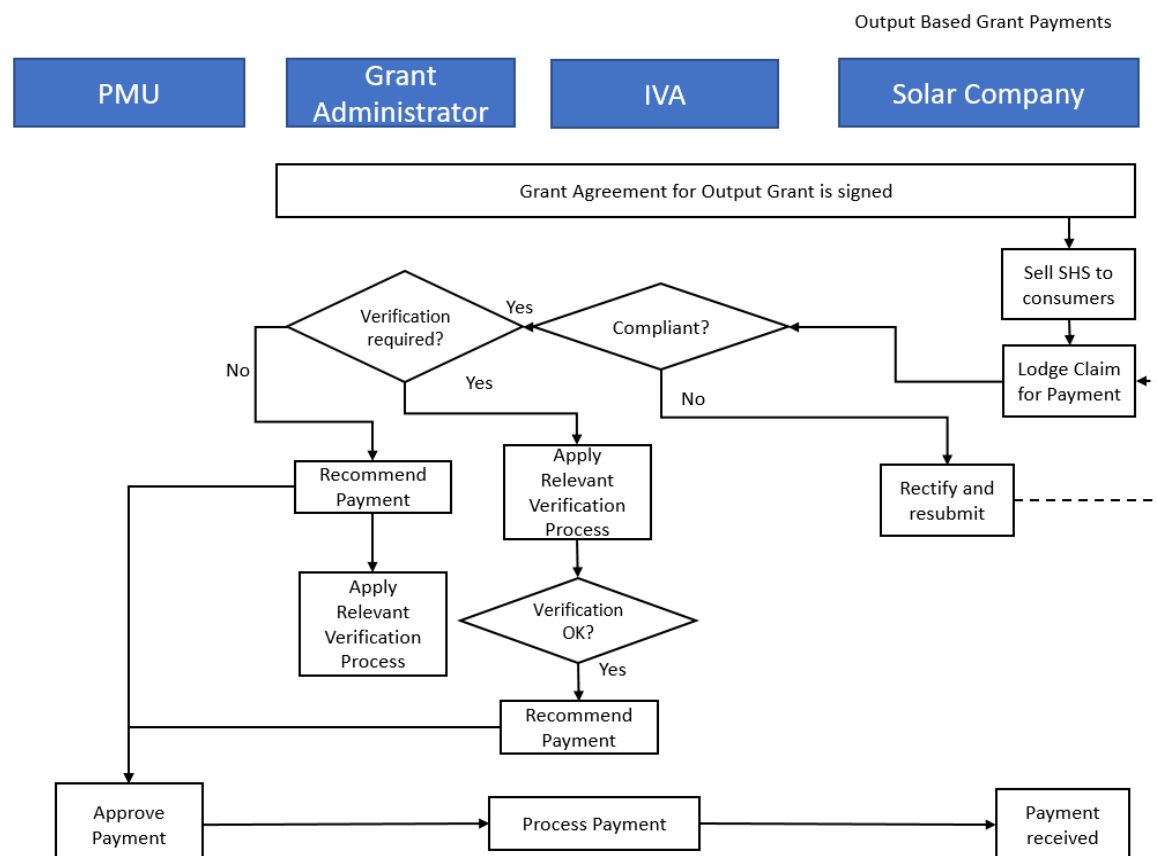 Output Based Grant Payments
PMU
Grant
Administrator
IVA
Solar Company
Grant Agreement for Output Grant is signed
Sell SHS to
consumers
Verification
required?
Yes
Compliant?
Lodge Claim
for Payment
No
Yes
No
Recommend
Payment
Apply
Relevant
Verification
Process
Rectify and
resubmit
Apply
Relevant
Verification
Process
Verification
OK?
Yes
Recommend
Payment
Approve
Payment
Process Payment
Payment
received